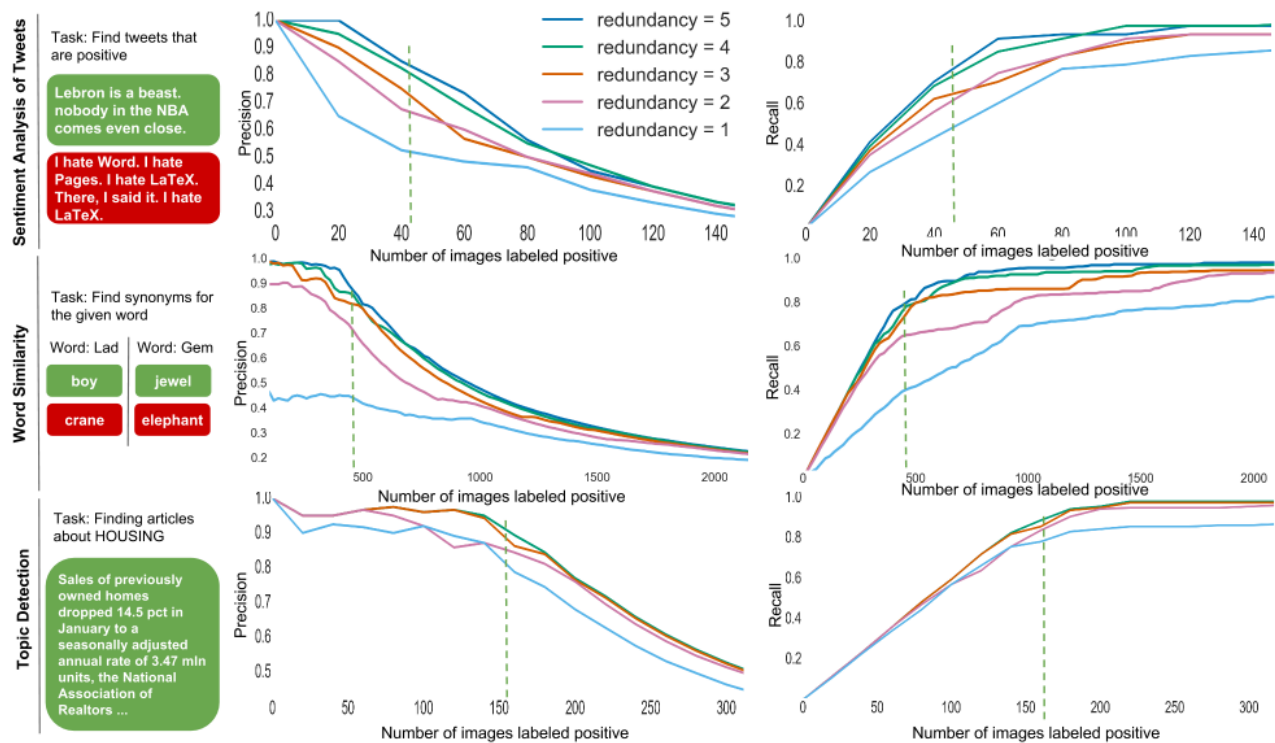 Sentiment Analysis of Tweets
Task: Find tweets that
are positive
Lebron is a beast.
nobody in the NBA
comes even close.
I hate Word. I hate
Pages. I hate LaTeX.
There, I said it. I hate
LaTeX.
Precision
1.0
0.9
0.8
0.7
0.6
0.5
0.4
0.3
0 20 40 60 80 100 120 140
Number of images labeled positive
redundancy = 5
redundancy = 4
redundancy = 3
redundancy = 2
redundancy = 1
Recall
1.0
0.8
0.6
0.4
0.2
0 20 40 60 80 100 120 140
Number of images labeled positive
Word Similarity
Task: Find synonyms for
the given word
Word: Lad Word: Gem
boy jewel
crane elephant
Precision
1.0
0.9
0.8
0.7
0.6
0.5
0.4
0.3
0.2
500 1000 1500 2000
Number of images labeled positive
Recall
1.0
0.8
0.6
0.4
0.2
0 500 1000 1500 2000
Number of images labeled positive
Topic Detection
Task: Finding articles
about HOUSING
Sales of previously
owned homes
dropped 14.5 pct in
January to a
seasonally adjusted
annual rate of 3.47 mln
units, the National
Association of
Realtors ...
Precision
1.0
0.9
0.8
0.7
0.6
0.5
0 50 100 150 200 250 300
Number of images labeled positive
Recall
1.0
0.8
0.6
0.4
0.2
0 50 100 150 200 250 300
Number of images labeled positive